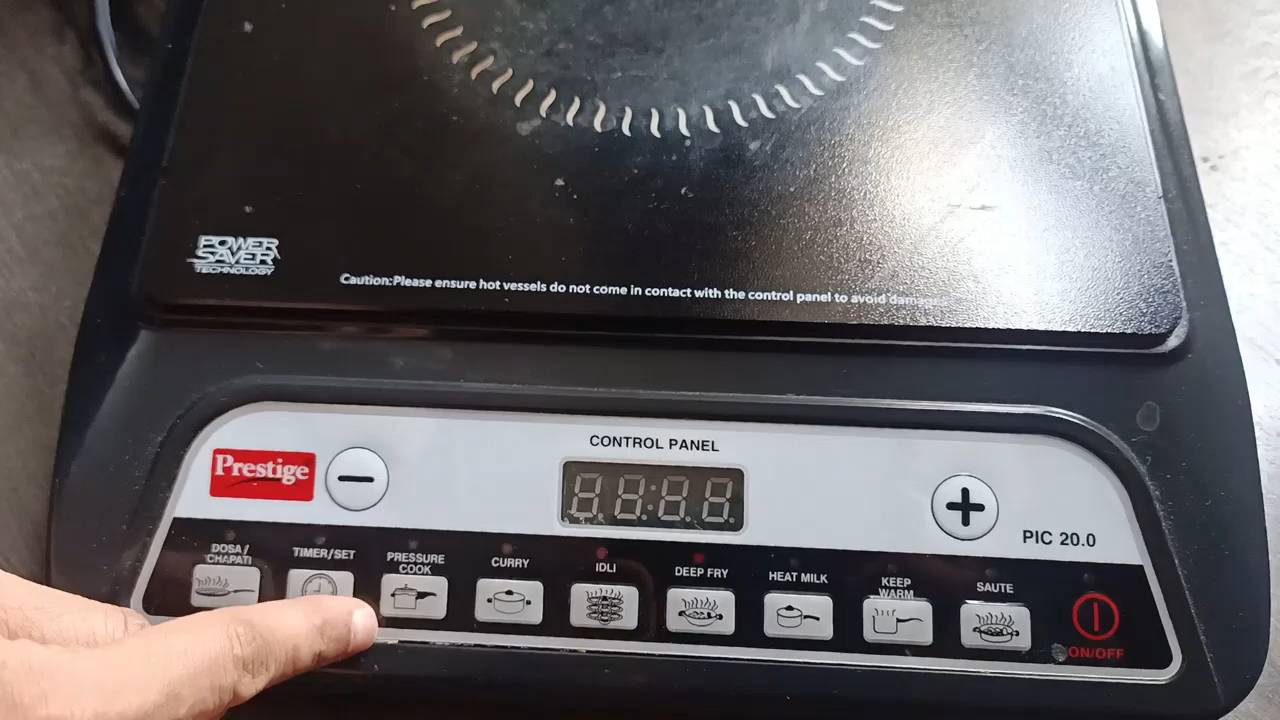 POWER
SAVER
TECHNOLOGY
Caution:Please ensure hot vessels do not come in contact with the control panel to avoid damage
CONTROL PANEL
Prestige
PIC 20.0
DOSA/
CHAPATI
TIMER/SET
PRESSURE
COOK
CURRY
IDLI
DEEP FRY
HEAT MILK
KEEP
WARM
SAUTE
ON/OFF